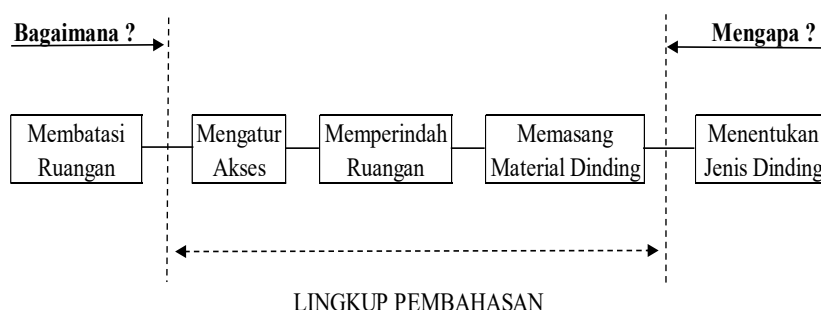 Bagaimana ?
Mengapa ?
Membatasi
Ruangan
Mengatur
Akses
Memperindah
Ruangan
Memasang
Material Dinding
Menentukan
Jenis Dinding
LINGKUP PEMBAHASAN